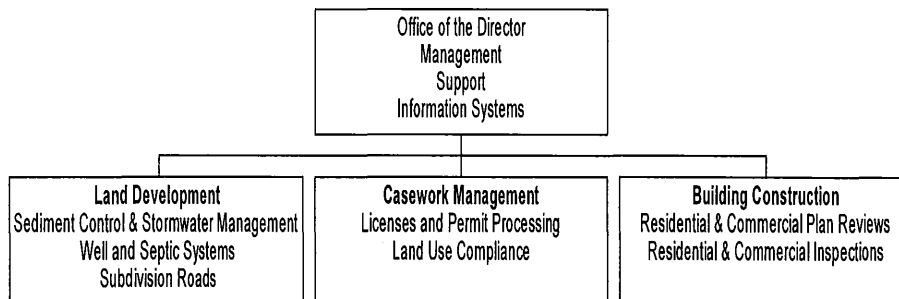 Office of the Director
Management
Support
Information Systems
Land Development
Sediment Control & Stormwater Management
Well and Septic Systems
Subdivision Roads
Casework Management
Licenses and Permit Processing
Land Use Compliance
Building Construction
Residential & Commercial Plan Reviews
Residential & Commercial Inspections